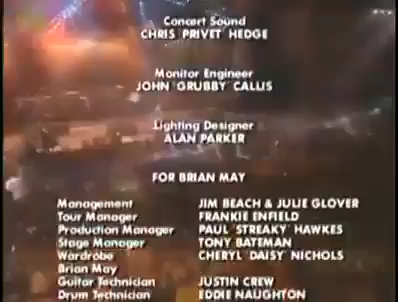 Concert Sound
CHRIS 'PRIVET' HEDGE
Monitor Engineer
JOHN 'GRUBBY' CALLIS
Lighting Designer
ALAN PARKER
FOR BRIAN MAY
Management JIM BEACH & JULIE GLOVER
Tour Manager FRANKIE ENFIELD
Production Manager PAUL 'STREAKY' HAWKES
Stage Manager TONY BATEMAN
Wardrobe CHERYL 'DAISY' NICHOLS
Brian May
Guitar Technician JUSTIN CREW
Drum Technician EDDIE NAUGHTON